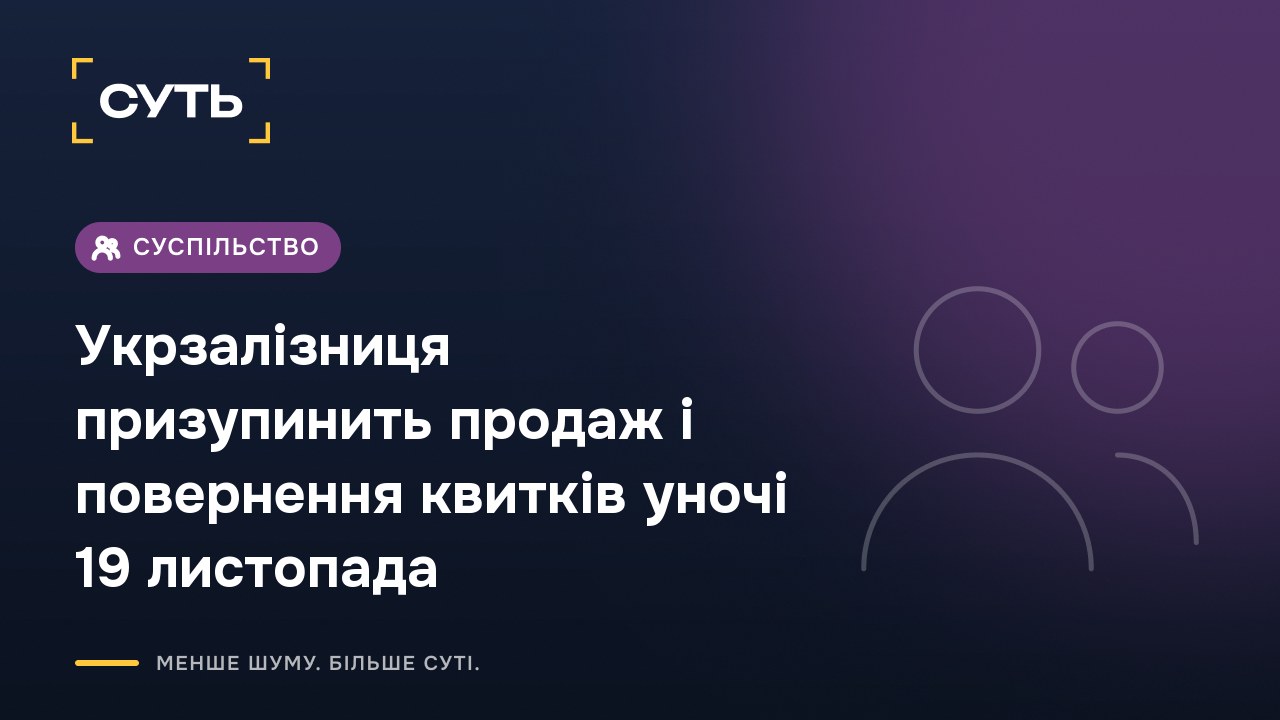 СУТЬ
СУСПІЛЬСТВО
Укрзалізниця
призупинить продаж і
повернення квитків уночі
19 листопада
МЕНШЕ ШУМУ. БІЛЬШЕ СУТІ.